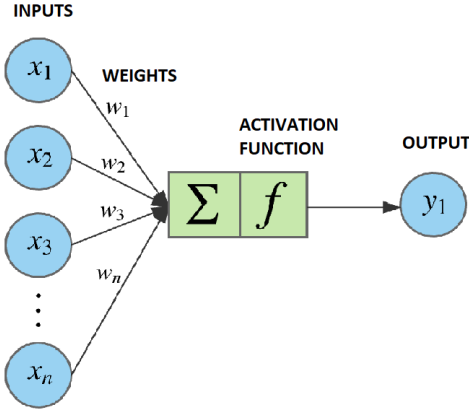 INPUTS
x1
WEIGHTS
w1
x2
w2
ACTIVATION
FUNCTION
OUTPUT
Σ f
y1
x3
w3
wn
xn